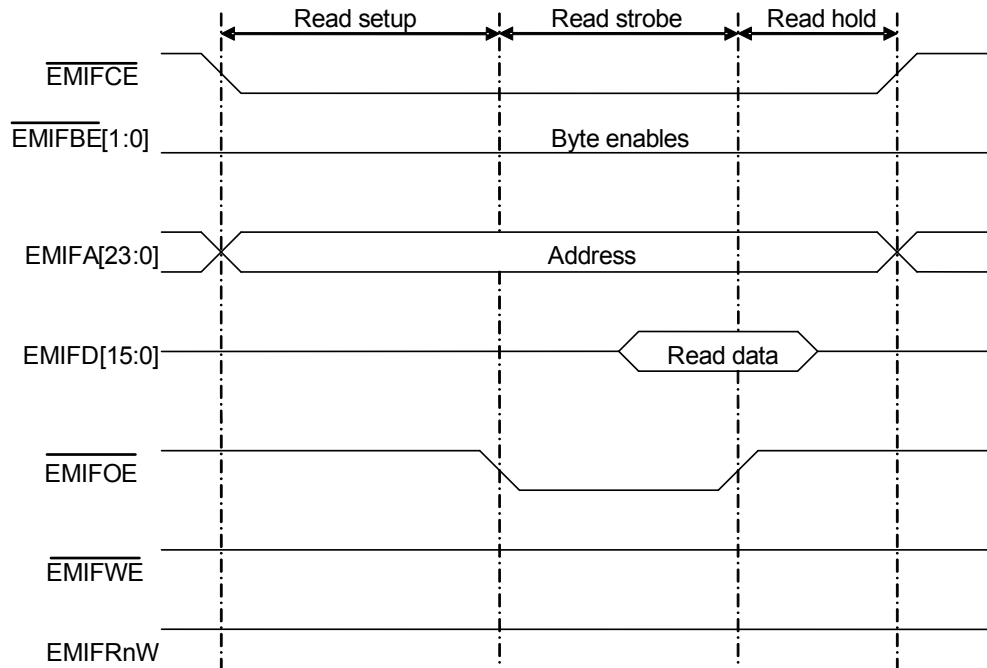 Read setup Read strobe Read hold
EMIFCE
EMIFBE[1:0] Byte enables
EMIFA[23:0] Address
EMIFD[15:0] Read data
EMIFOE
EMIFWE
EMIFRnW